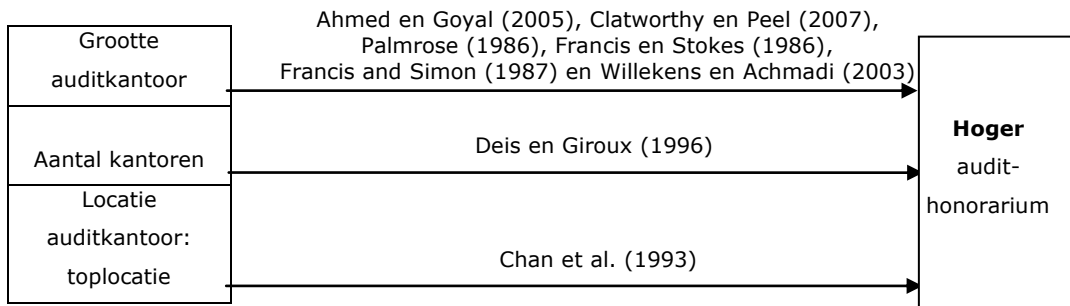 Grootte
auditkantoor
Ahmed en Goyal (2005), Clatworthy en Peel (2007),
Palmrose (1986), Francis en Stokes (1986),
Francis and Simon (1987) en Willekens en Achmadi (2003)
Aantal kantoren
Deis en Giroux (1996)
Locatie
auditkantoor:
toplocatie
Chan et al. (1993)
Hoger
audit-
honorarium